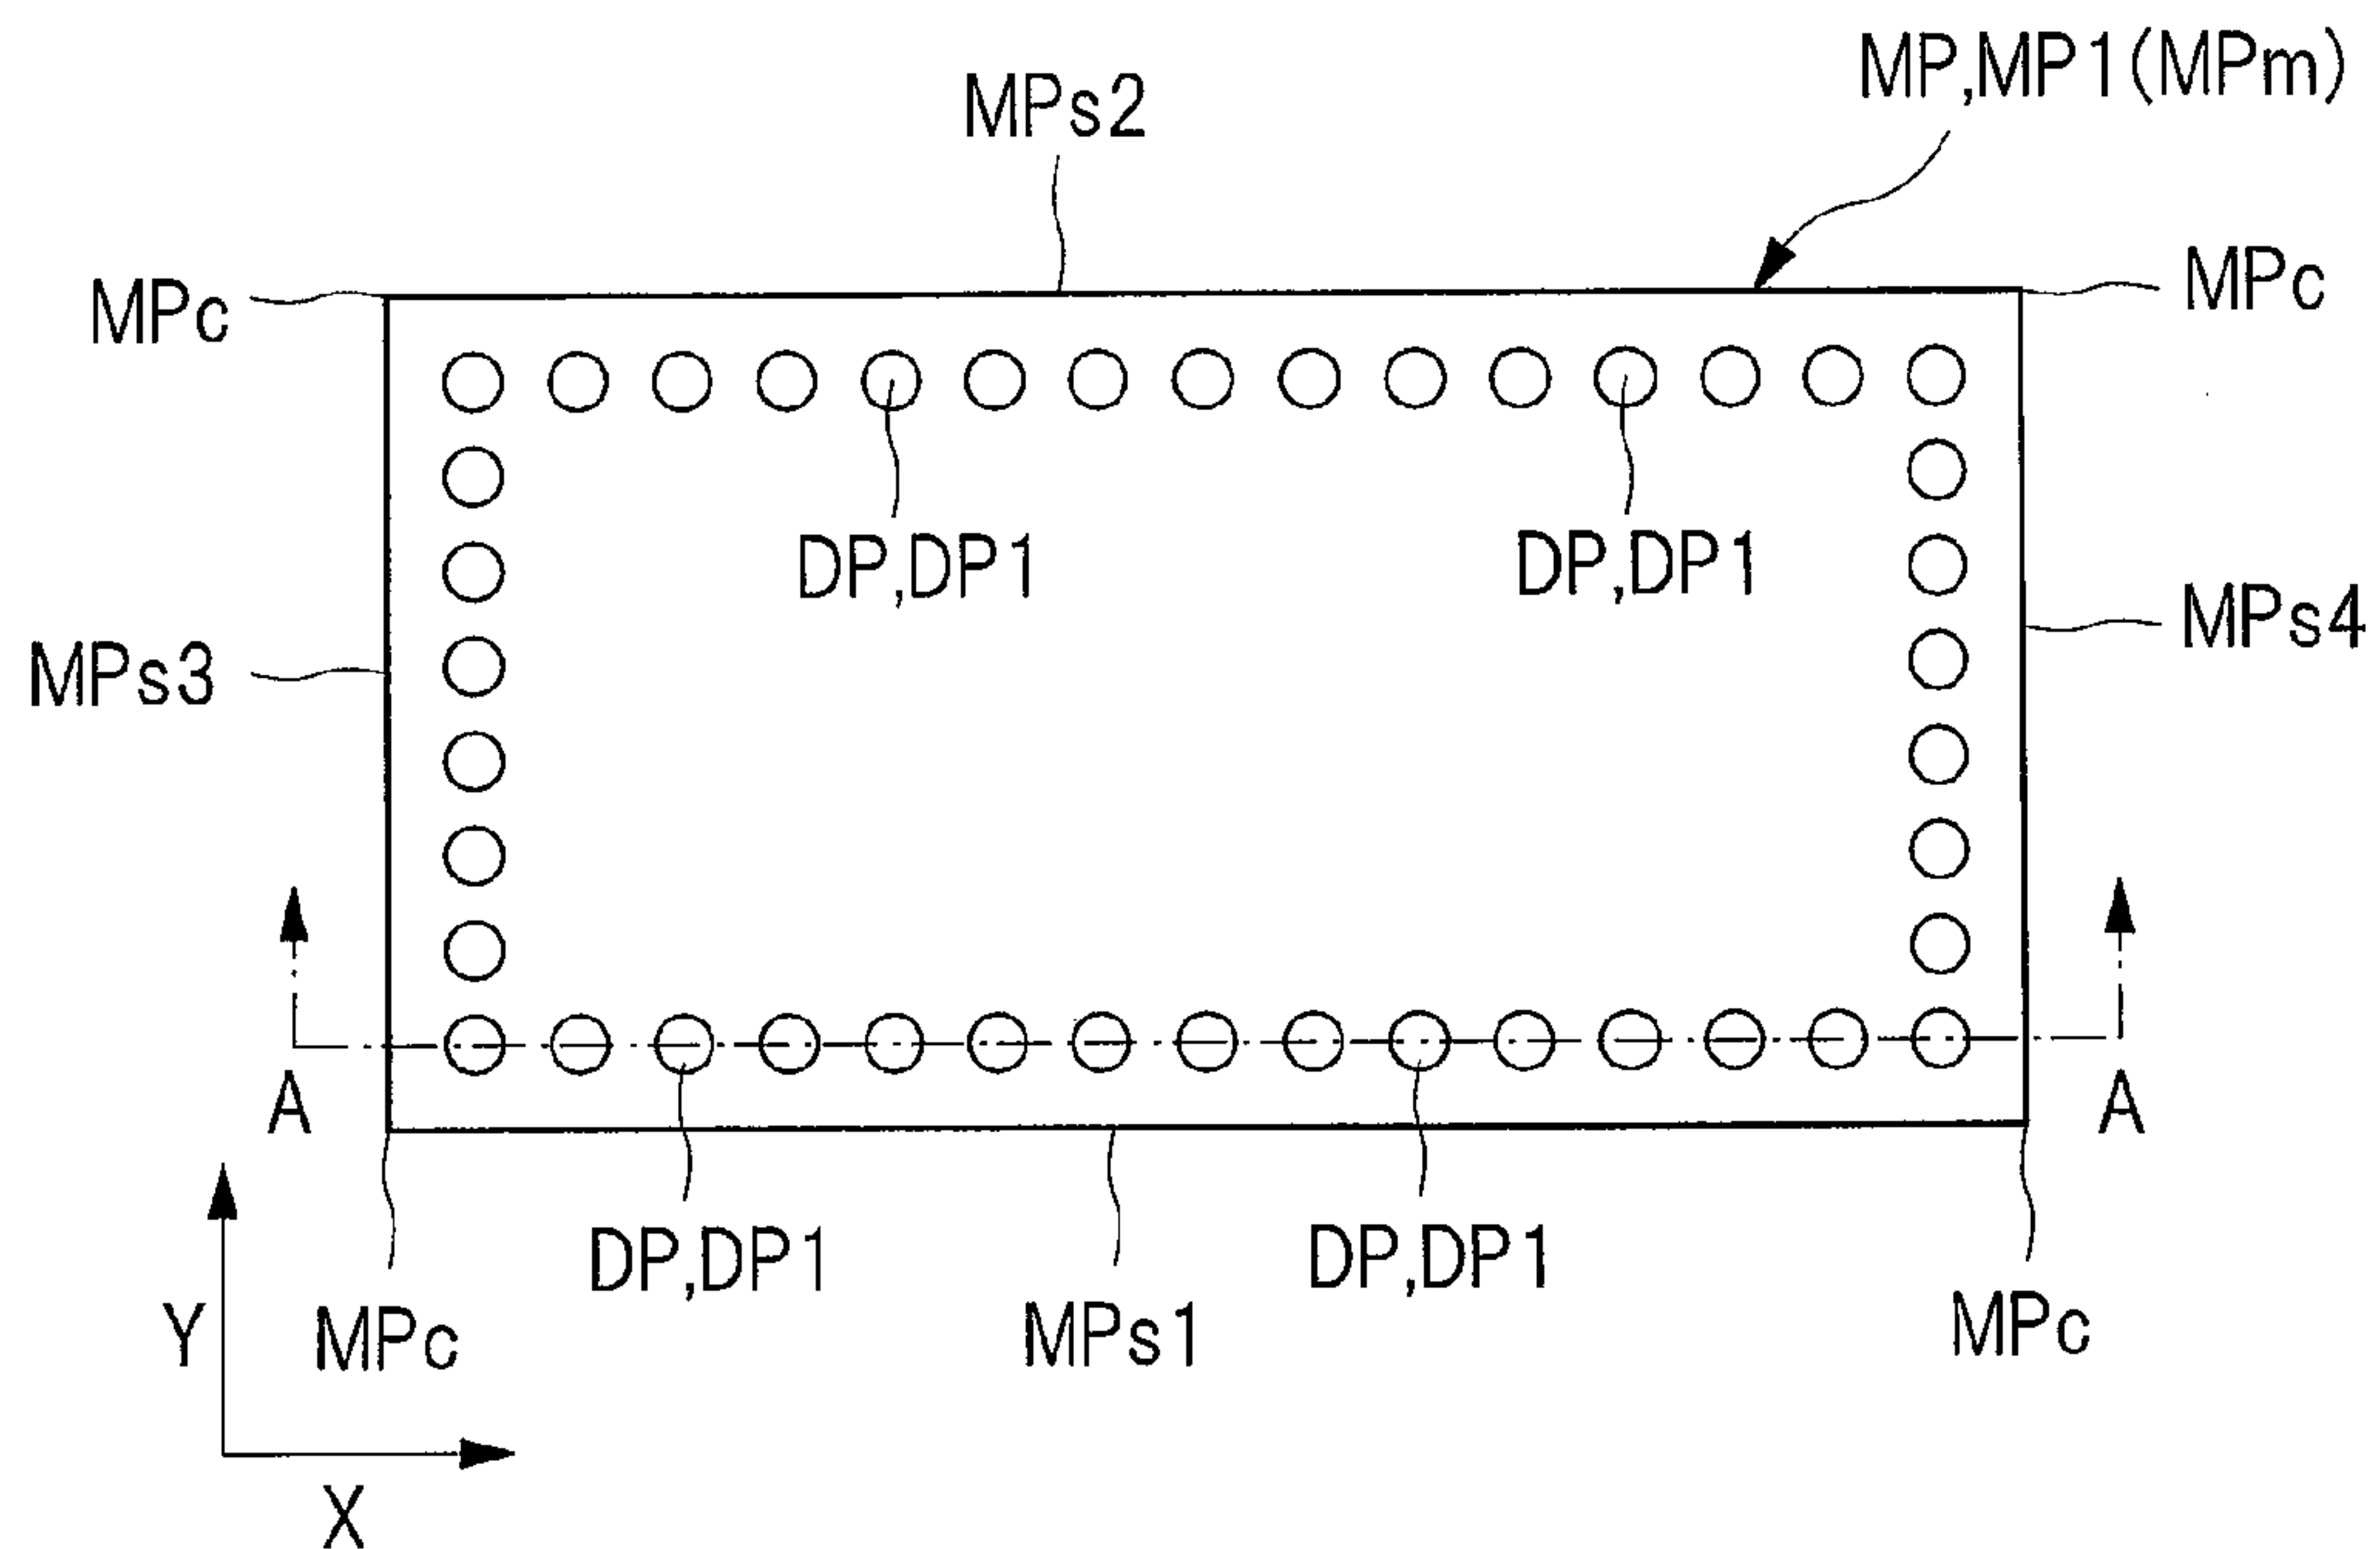 MP,MP1(MPm)
MPs2
MPc
MPc
DP,DP1
DP,DP1
MPs4
MPs3
A
A
DP,DP1
DP,DP1
MPc
MPs1
MPc
Y
X